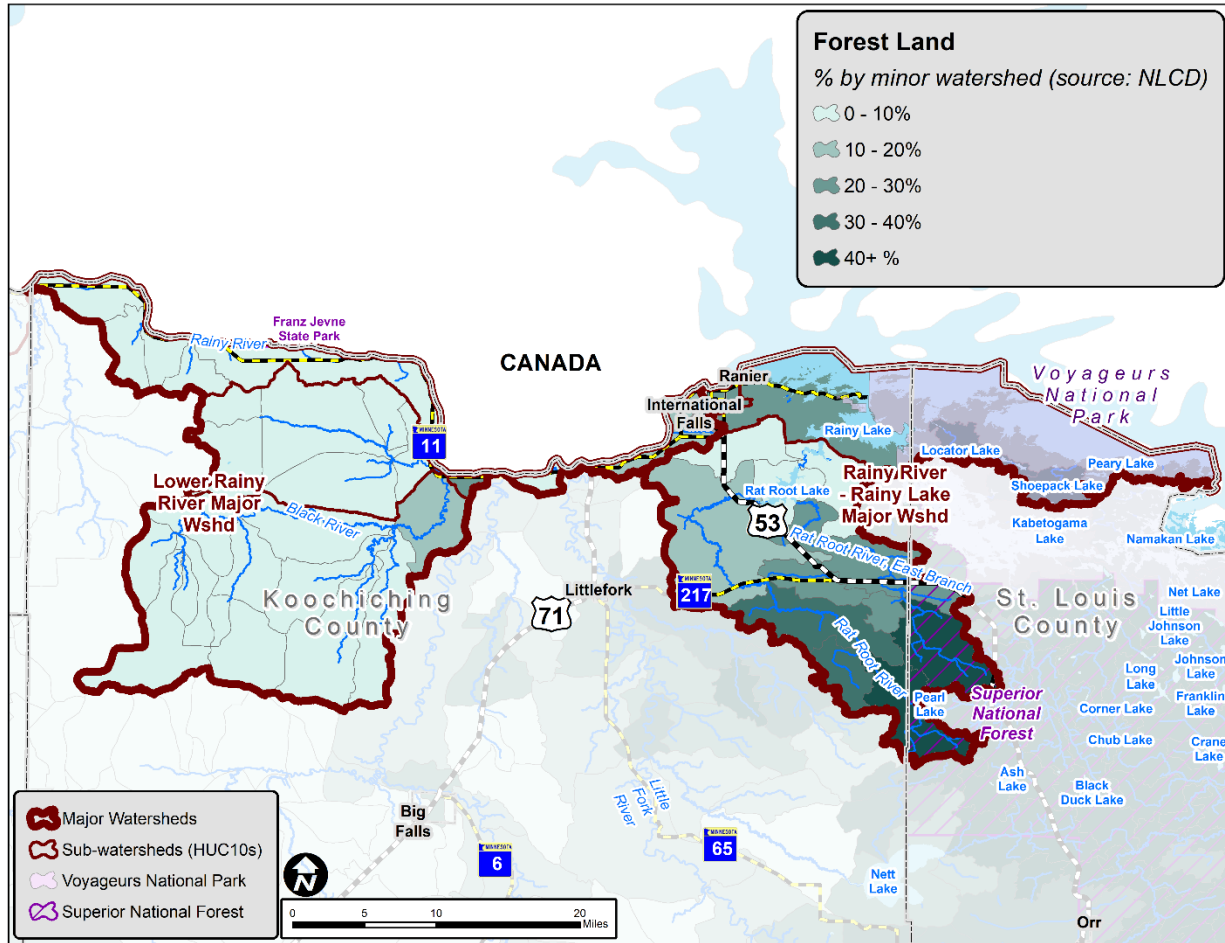 Forest Land
% by minor watershed (source: NLCD)
0 - 10%
10 - 20%
20 - 30%
30 - 40%
40+ %
Franz Jevne
State Park
Rainy River
CANADA
Ranier
International
Falls
Voyageurs
National
Park
MINNESOTA
11
Rainy Lake
Locator Lake
Peary Lake
Lower Rainy
River Major
Wshd
Black River
Rat Root Lake
53
Rainy River
- Rainy Lake
Major Wshd
Shoepack Lake
Kabetogama
Lake
Namakan Lake
Rat Root River, East Branch
Koochiching
County
Littlefork
71
MINNESOTA
217
St. Louis
County
Net Lake
Little
Johnson
Lake
Rat Root River
Long
Lake
Johnson
Lake
Pearl
Lake
Superior
National
Forest
Franklin
Lake
Corner Lake
Chub Lake
Crane
Lake
Ash
Lake
Black
Duck Lake
Big
Falls
Little
Fork
River
MINNESOTA
6
MINNESOTA
65
Nett
Lake
Orr
Major Watersheds
Sub-watersheds (HUC10s)
Voyageurs National Park
Superior National Forest
N
0 5 10 20
Miles